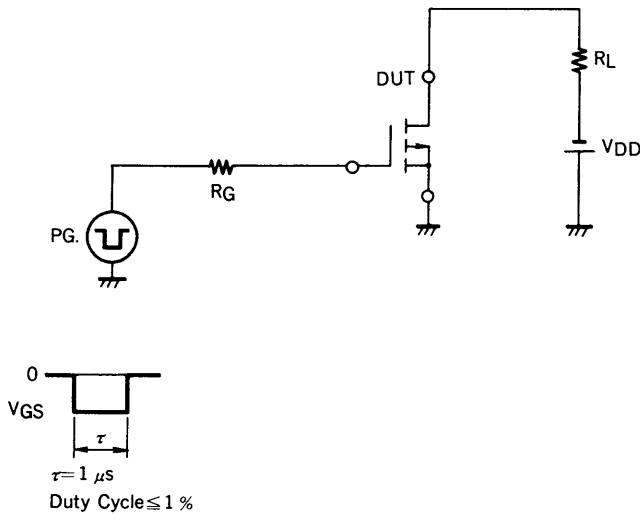 DUT
RL
VDD
RG
PG.
0
VGS
τ
τ=1 μs
Duty Cycle≦1 %